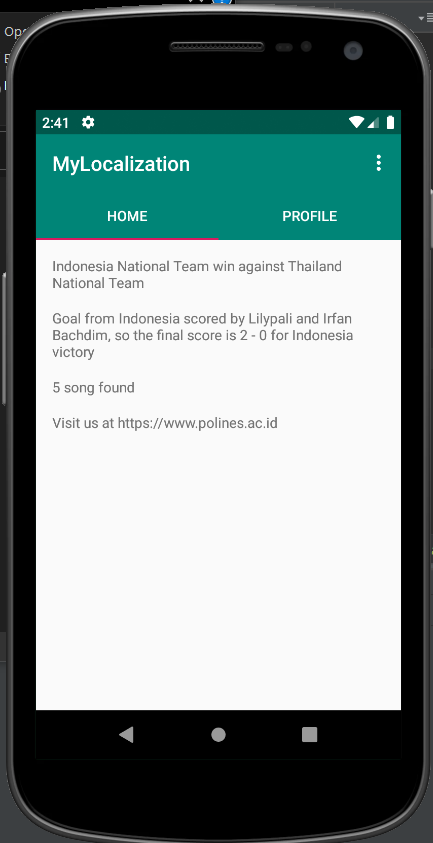 Ope
2:41
MyLocalization
HOME
PROFILE
Indonesia National Team win against Thailand
National Team
Goal from Indonesia scored by Lilypali and Irfan
Bachdim, so the final score is 2 - 0 for Indonesia
victory
5 song found
Visit us at https://www.polines.ac.id